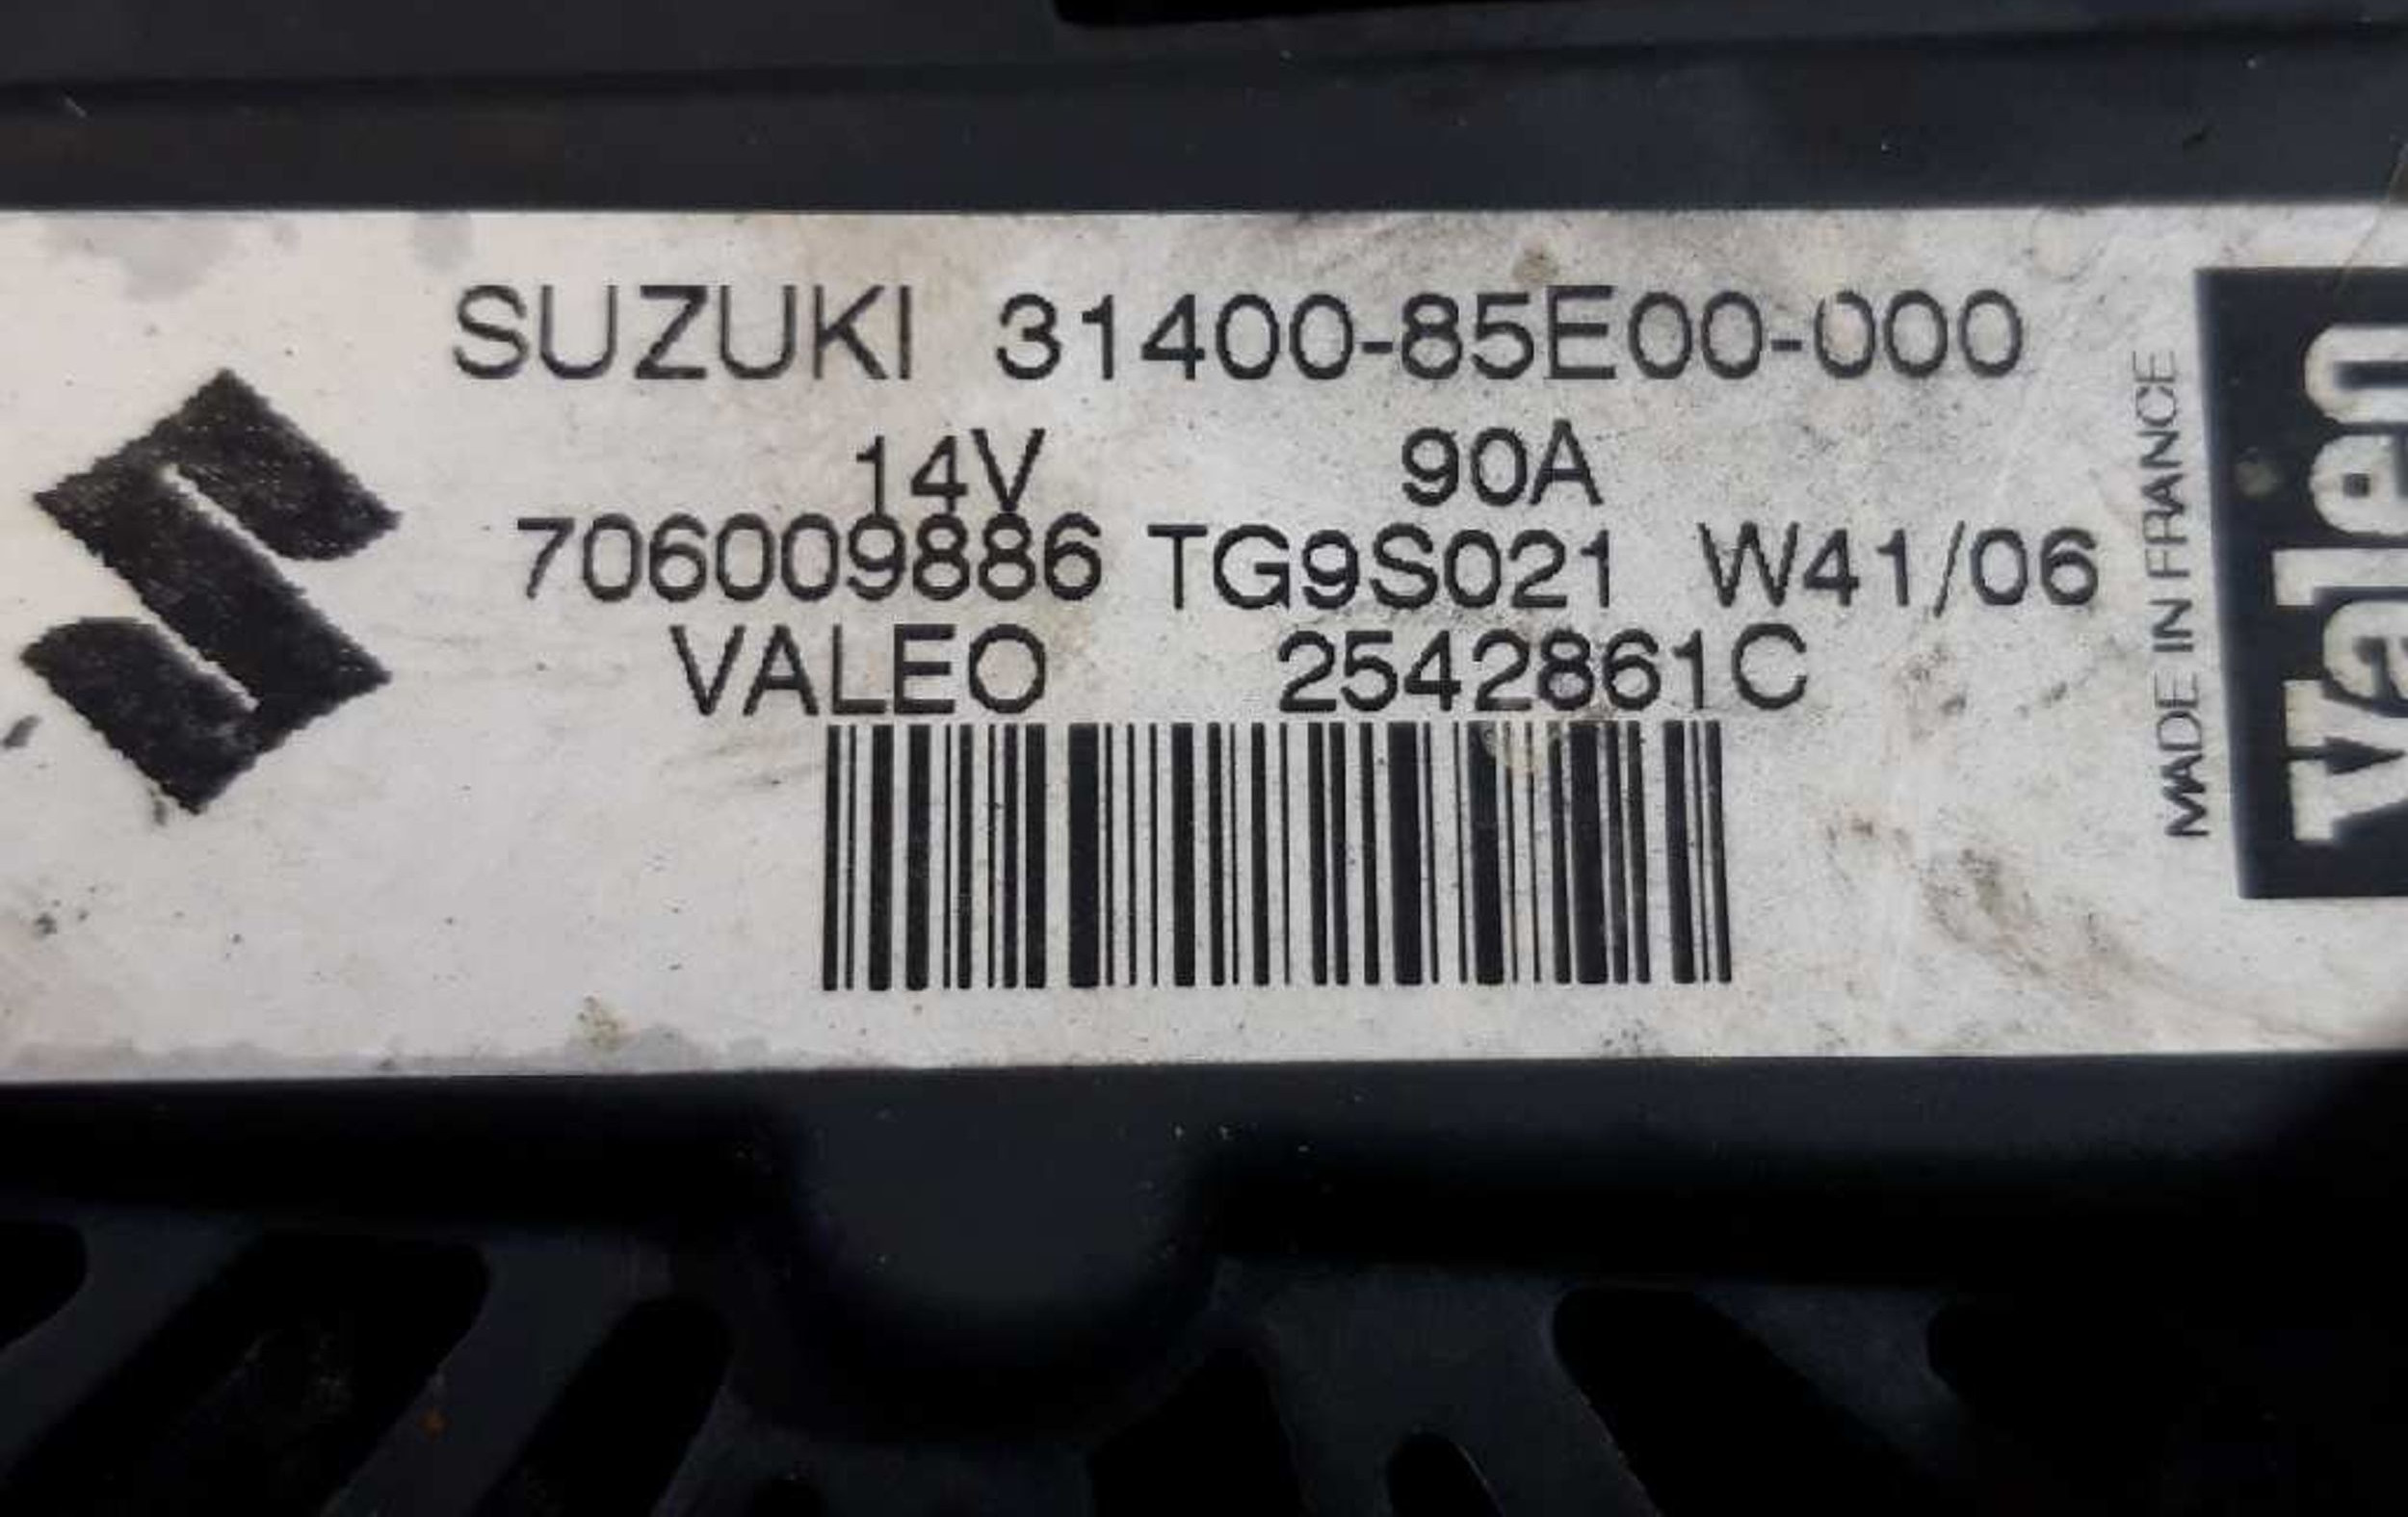 SUZUKI 31400-85E00-000
14V 90A
706009886 TG9S021 W41/06
VALEO 2542861C
MADE IN FRANCE
Valeo